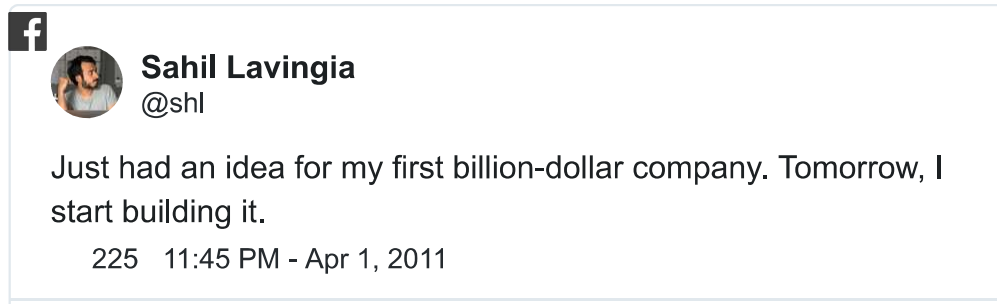 Sahil Lavingia
@shl
Just had an idea for my first billion-dollar company. Tomorrow, I
start building it.
225 11:45 PM - Apr 1, 2011